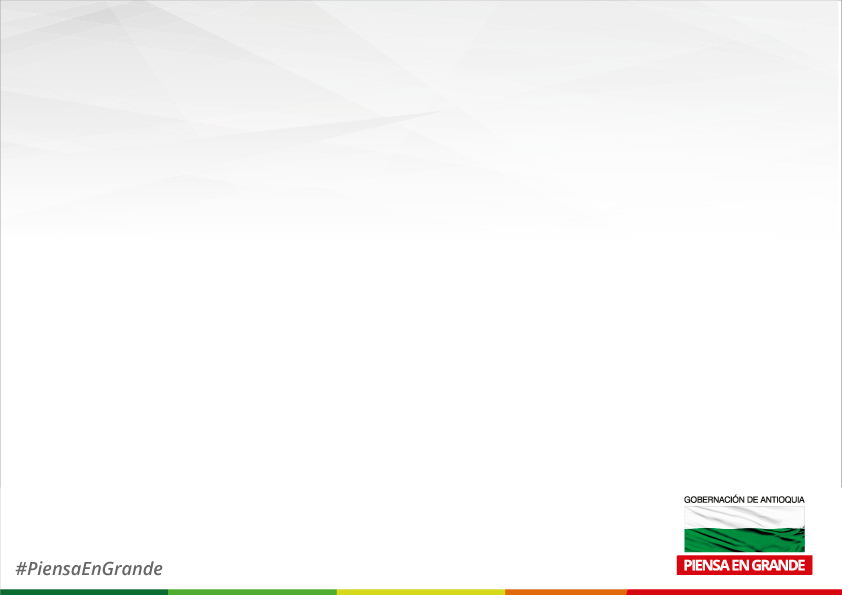 GOBERNACIÓN DE ANTIOQUIA
PIENSA EN GRANDE
#PiensaEnGrande